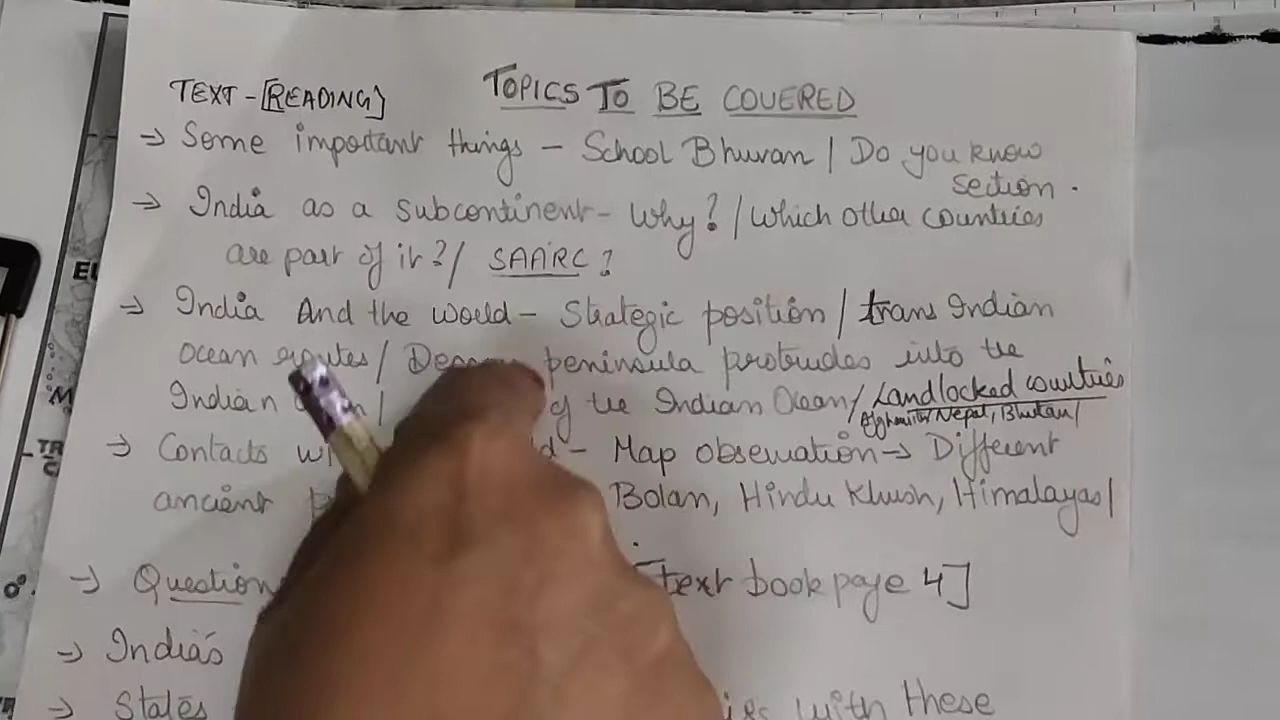 TEXT-[READING] TOPICS TO BE COVERED
→ Some important things - School Bhuvan / Do you know
section.
→ India as a subcontinent - Why? / Which other countries
are part of it? / SAARC?
→ India And the world - Strategic position / trans Indian
Ocean routes / peninsula protrudes into the
Indian / of the Indian Ocean / Landlocked countries
Nepal, Bhutan/
→ Contacts - Map observation → Different
ancient Bolan, Hindu Khush, Himalayas/
→ Question [text book page 4]
→ India's
→ States with these